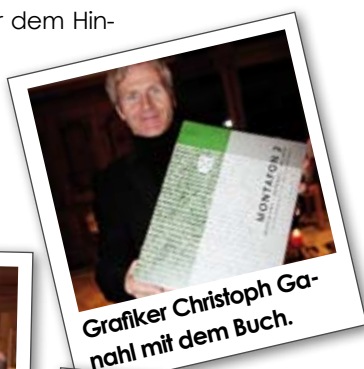 r dem Hin-
MONTAFON 2
Grafiker Christoph Ga-
nahl mit dem Buch.